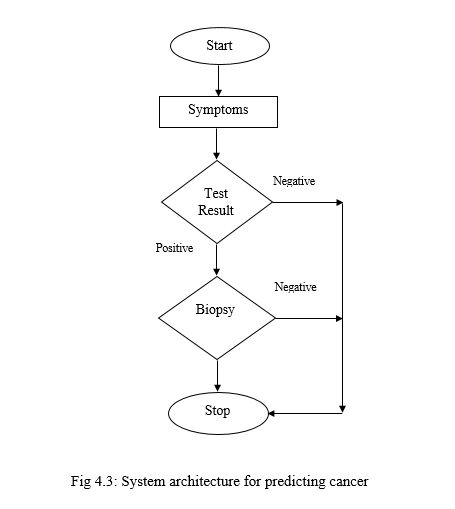 Start
Symptoms
Negative
Test
Result
Positive
Negative
Biopsy
Stop
Fig 4.3: System architecture for predicting cancer